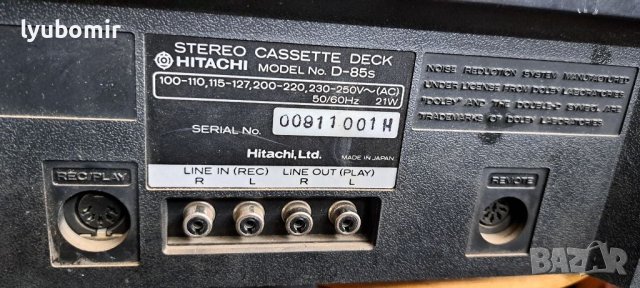 lyubomir
STEREO CASSETTE DECK
HITACHI MODEL No. D-85s
100-110, 115-127, 200-220, 230-250V～(AC)
50/60Hz 21W
SERIAL No. 00911001H
Hitachi, Ltd. MADE IN JAPAN
LINE IN (REC) LINE OUT (PLAY)
R L R L
NOISE REDUCTION SYSTEM MANUFACTURED
UNDER LICENSE FROM DOLBY LABORATORIES
"DOLBY" AND THE DOUBLE-D SYMBOL ARE
TRADEMARKS OF DOLBY LABORATORIES
REC/PLAY
REMOTE
BAZAR